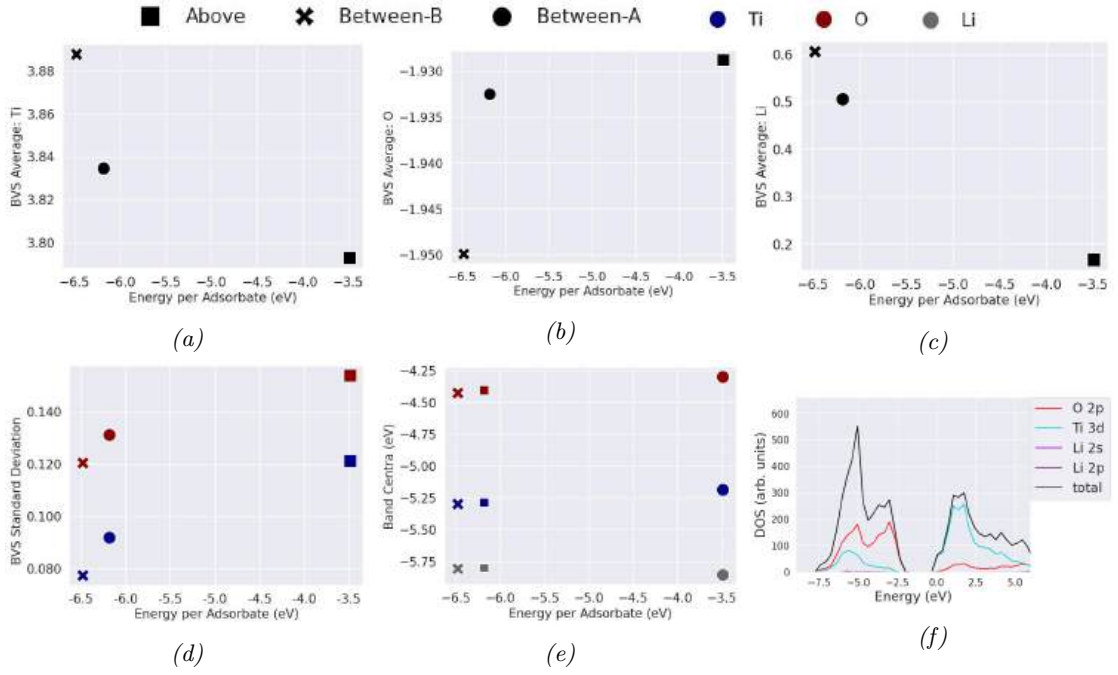 Above Between-B Between-A Ti O Li
3.88
3.86
3.84
3.82
3.80
BVS Average: Ti
−6.5 −6.0 −5.5 −5.0 −4.5 −4.0 −3.5
Energy per Adsorbate (eV)
(a)
−1.930
−1.935
−1.940
−1.945
−1.950
BVS Average: O
−6.5 −6.0 −5.5 −5.0 −4.5 −4.0 −3.5
Energy per Adsorbate (eV)
(b)
0.6
0.5
0.4
0.3
0.2
BVS Average: Li
−6.5 −6.0 −5.5 −5.0 −4.5 −4.0 −3.5
Energy per Adsorbate (eV)
(c)
0.140
0.120
0.100
0.080
BVS Standard Deviation
−6.5 −6.0 −5.5 −5.0 −4.5 −4.0 −3.5
Energy per Adsorbate (eV)
(d)
−4.25
−4.50
−4.75
−5.00
−5.25
−5.50
−5.75
Band Centra (eV)
−6.5 −6.0 −5.5 −5.0 −4.5 −4.0 −3.5
Energy per Adsorbate (eV)
(e)
600
500
400
300
200
100
0
DOS (arb. units)
O 2p
Ti 3d
Li 2s
Li 2p
total
−7.5 −5.0 −2.5 0.0 2.5 5.0
Energy (eV)
(f)